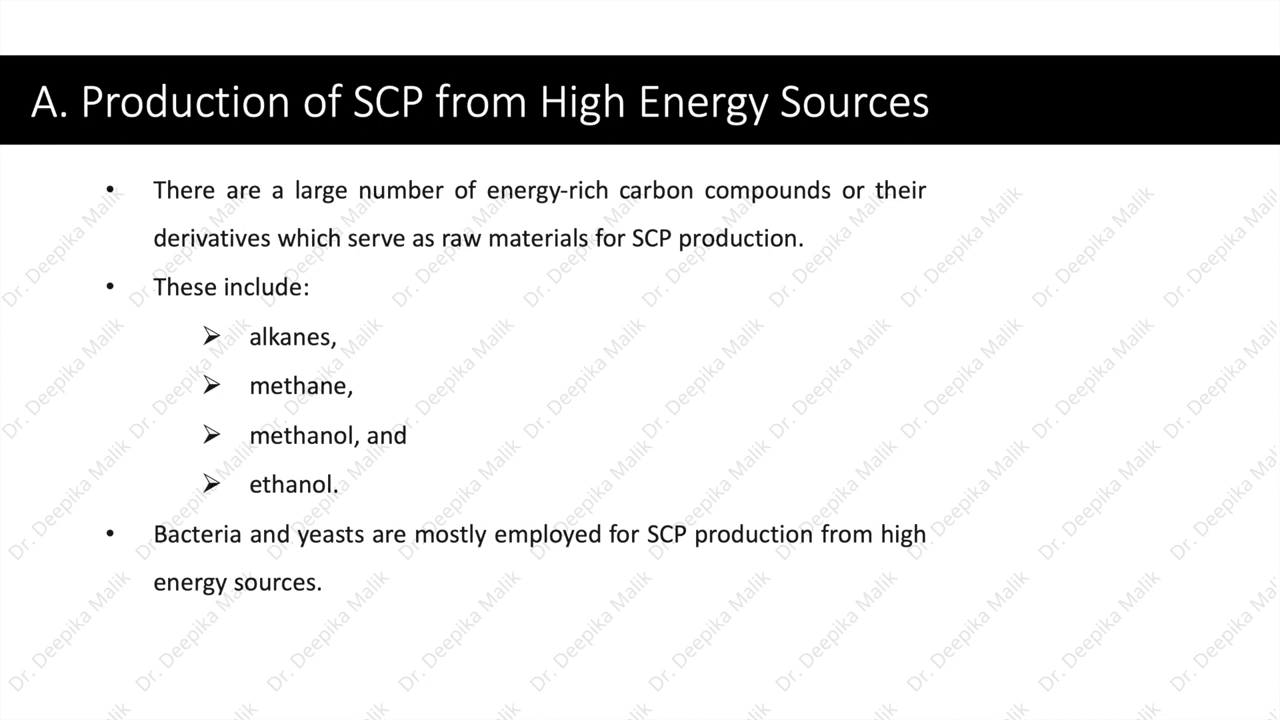 A. Production of SCP from High Energy Sources
• There are a large number of energy-rich carbon compounds or their
derivatives which serve as raw materials for SCP production.
• These include:
➢ alkanes,
➢ methane,
➢ methanol, and
➢ ethanol.
• Bacteria and yeasts are mostly employed for SCP production from high
energy sources.
Dr. Deepika Malik